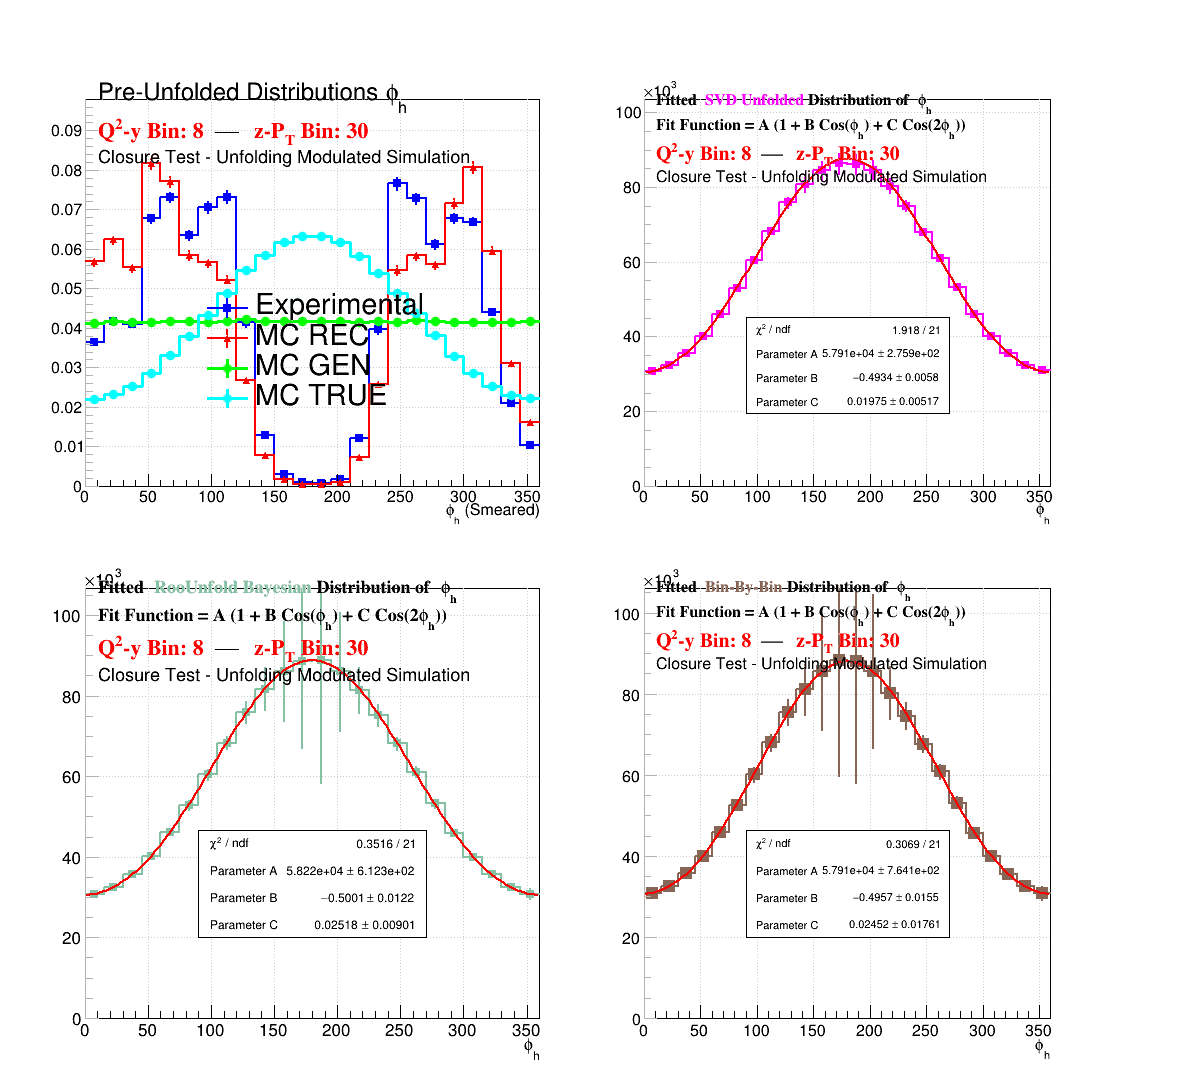 Pre-Unfolded Distributions ϕh
Q²-y Bin: 8 — z-PT Bin: 30
Closure Test - Unfolding Modulated Simulation
0.09
0.08
0.07
0.06
0.05
0.04
0.03
0.02
0.01
0
Experimental
MC REC
MC GEN
MC TRUE
0 50 100 150 200 250 300 350
ϕh (Smeared)
×10³
Fitted SVD Unfolded Distribution of ϕh
Fit Function = A (1 + B Cos(ϕh) + C Cos(2ϕh))
Q²-y Bin: 8 — z-PT Bin: 30
Closure Test - Unfolding Modulated Simulation
100
80
60
40
20
0
χ² / ndf 1.918 / 21
Parameter A 5.791e+04 ± 2.759e+02
Parameter B −0.4934 ± 0.0058
Parameter C 0.01975 ± 0.00517
0 50 100 150 200 250 300 350
ϕh
×10³
Fitted RooUnfold Bayesian Distribution of ϕh
Fit Function = A (1 + B Cos(ϕh) + C Cos(2ϕh))
Q²-y Bin: 8 — z-PT Bin: 30
Closure Test - Unfolding Modulated Simulation
100
80
60
40
20
0
χ² / ndf 0.3516 / 21
Parameter A 5.822e+04 ± 6.123e+02
Parameter B −0.5001 ± 0.0122
Parameter C 0.02518 ± 0.00901
0 50 100 150 200 250 300 350
ϕh
×10³
Fitted Bin-By-Bin Distribution of ϕh
Fit Function = A (1 + B Cos(ϕh) + C Cos(2ϕh))
Q²-y Bin: 8 — z-PT Bin: 30
Closure Test - Unfolding Modulated Simulation
100
80
60
40
20
0
χ² / ndf 0.3069 / 21
Parameter A 5.791e+04 ± 7.641e+02
Parameter B −0.4957 ± 0.0155
Parameter C 0.02452 ± 0.01761
0 50 100 150 200 250 300 350
ϕh